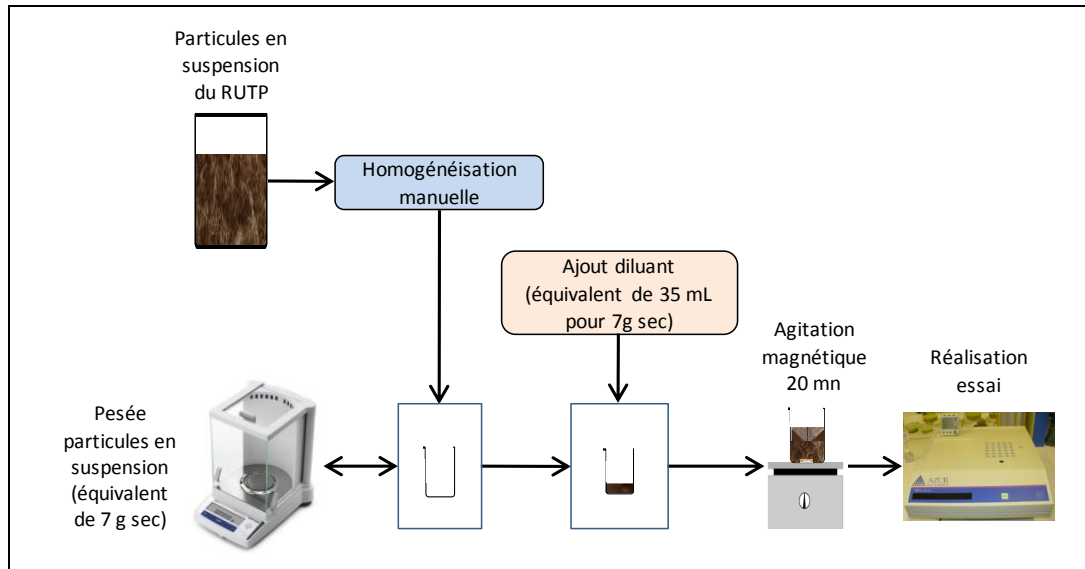 Particules en
suspension
du RUTP
Homogénéisation
manuelle
Ajout diluant
(équivalent de 35 mL
pour 7g sec)
Agitation
magnétique
20 mn
Réalisation
essai
Pesée
particules en
suspension
(équivalent
de 7 g sec)
AZUR